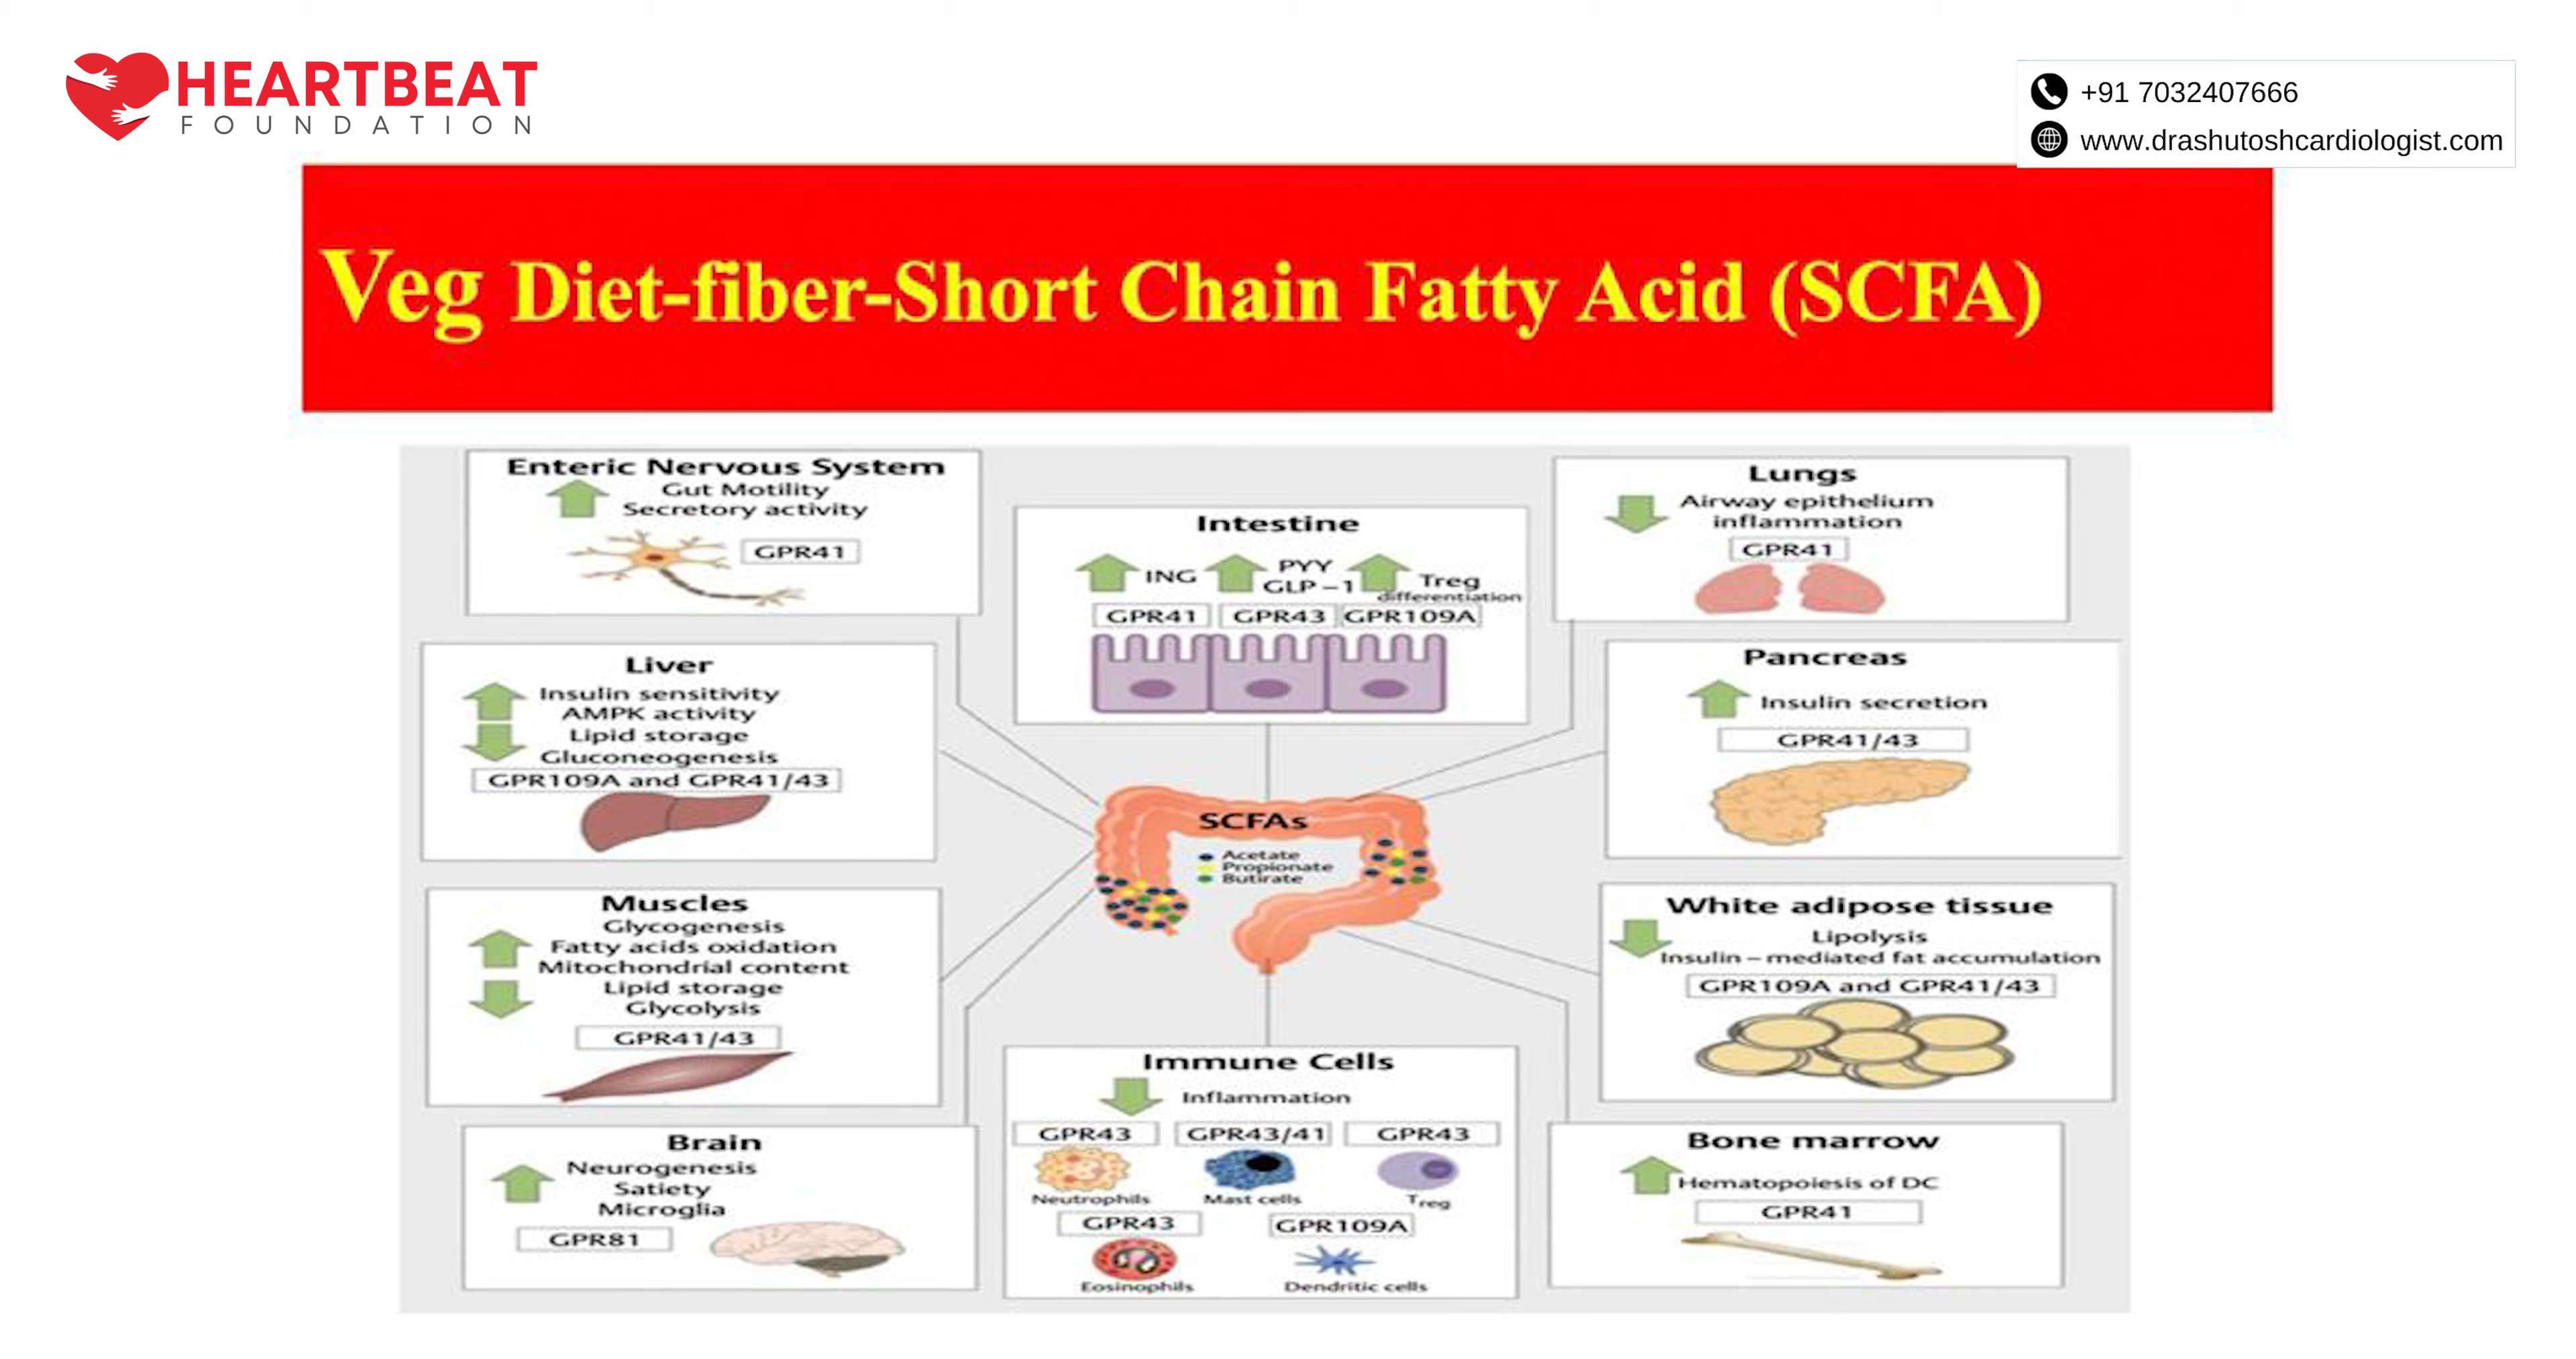 HEARTBEAT
FOUNDATION
+91 7032407666
www.drashutoshcardiologist.com
Veg Diet-fiber-Short Chain Fatty Acid (SCFA)
Enteric Nervous System
Gut Motility
Secretory activity
GPR41
Intestine
ING
PYY
GLP-1
Treg
differentiation
GPR41 GPR43 GPR109A
Lungs
Airway epithelium
inflammation
GPR41
Liver
Insulin sensitivity
AMPK activity
Lipid storage
Gluconeogenesis
GPR109A and GPR41/43
Pancreas
Insulin secretion
GPR41/43
SCFAs
Acetate
Propionate
Butirate
Muscles
Glycogenesis
Fatty acids oxidation
Mitochondrial content
Lipid storage
Glycolysis
GPR41/43
White adipose tissue
Lipolysis
Insulin – mediated fat accumulation
GPR109A and GPR41/43
Brain
Neurogenesis
Satiety
Microglia
GPR81
Immune Cells
Inflammation
GPR43 GPR43/41 GPR43
Neutrophils Mast cells Treg
GPR43 GPR109A
Eosinophils Dendritic cells
Bone marrow
Hematopoiesis of DC
GPR41